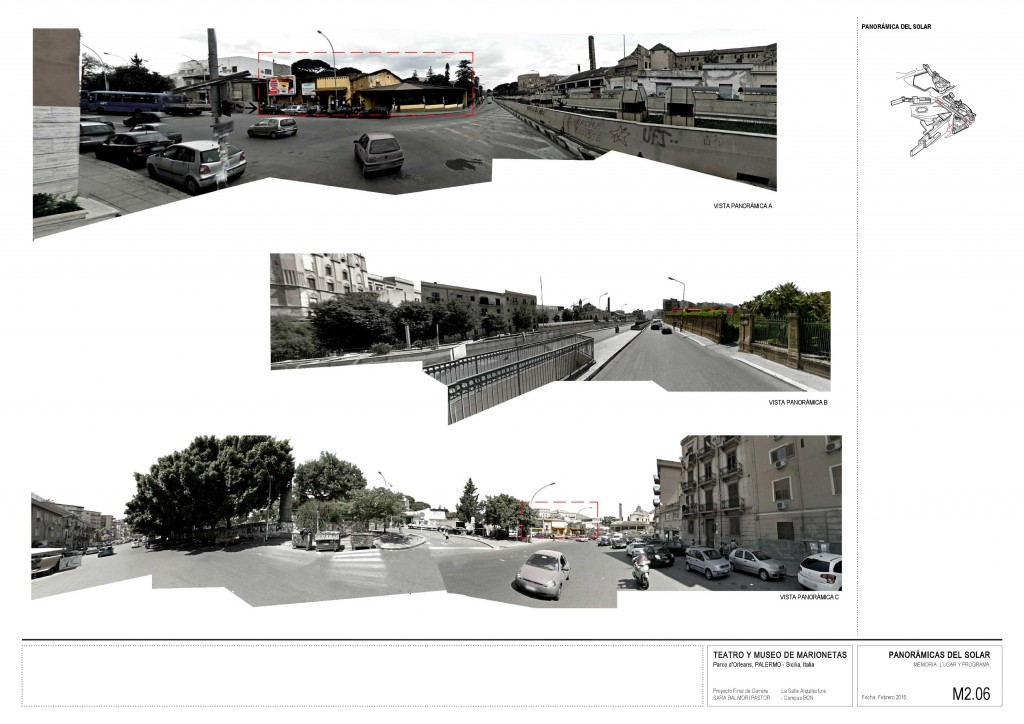 PANORÁMICA DEL SOLAR
UFJ
VISTA PANORÁMICA A
VISTA PANORÁMICA B
VISTA PANORÁMICA C
TEATRO Y MUSEO DE MARIONETAS
Parco d'Orleans, PALERMO - Sicilia, Italia
Proyecto Final de Carrera
La Salle Arquitectura
SARA BALMORI PASTOR
- Campus BCN
PANORÁMICAS DEL SOLAR
MEMORIA: LUGAR Y PROGRAMA
Fecha: Febrero 2015
M2.06